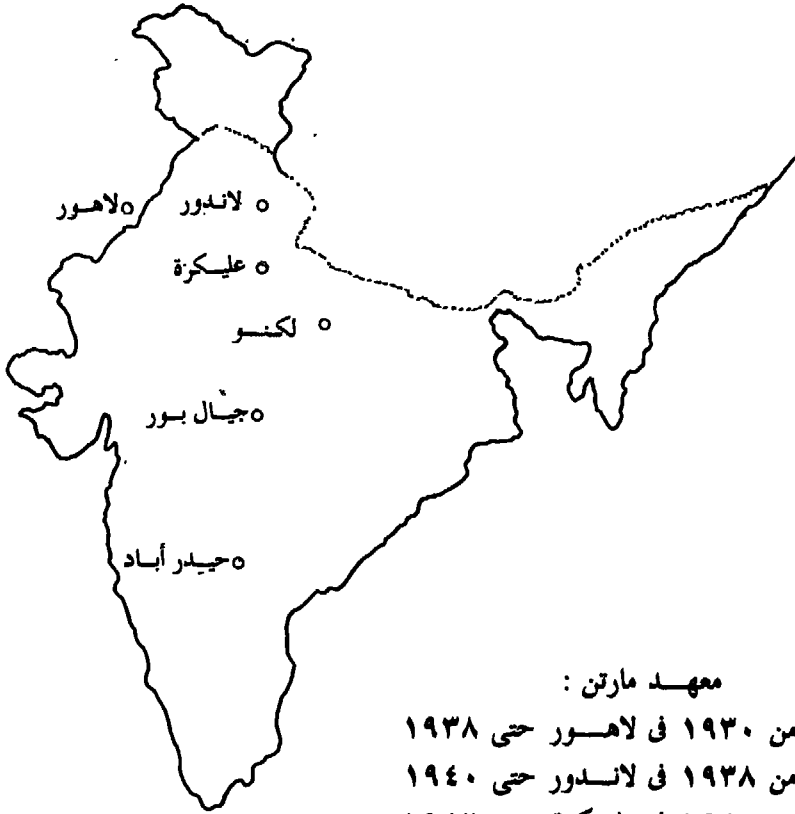 لاهور
لاندور
عليكرة
لكنو
جيال بور
حيدر أباد
معهد مارتن :
من ١٩٣٠ فى لاهور حتى ١٩٣٨
من ١٩٣٨ فى لاندور حتى ١٩٤٠